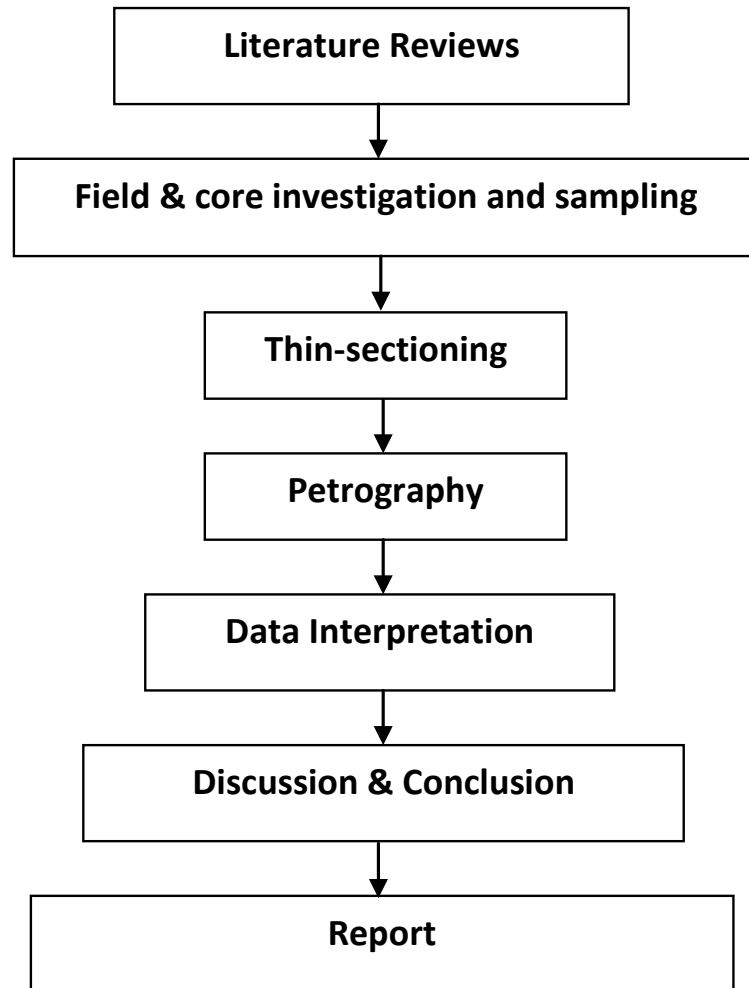 Literature Reviews
Field & core investigation and sampling
Thin-sectioning
Petrography
Data Interpretation
Discussion & Conclusion
Report